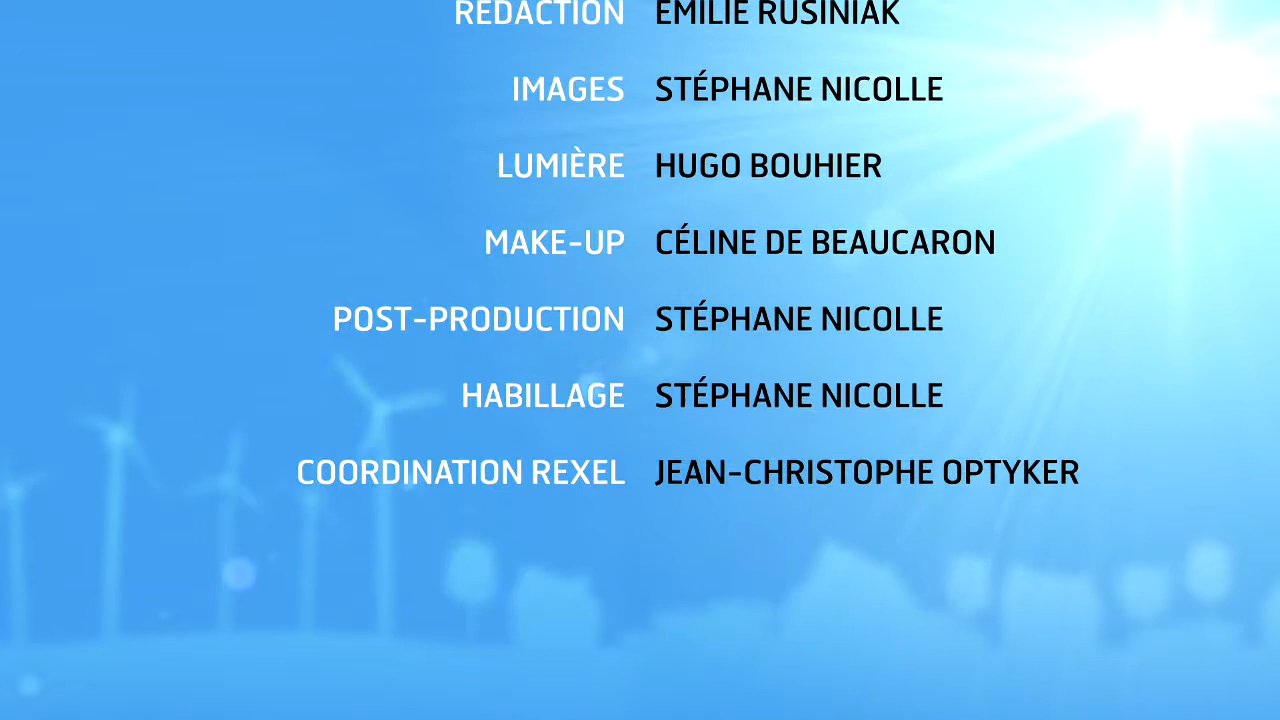 RÉDACTION EMILIE RUSINIAK
IMAGES STÉPHANE NICOLLE
LUMIÈRE HUGO BOUHIER
MAKE-UP CÉLINE DE BEAUCARON
POST-PRODUCTION STÉPHANE NICOLLE
HABILLAGE STÉPHANE NICOLLE
COORDINATION REXEL JEAN-CHRISTOPHE OPTYKER